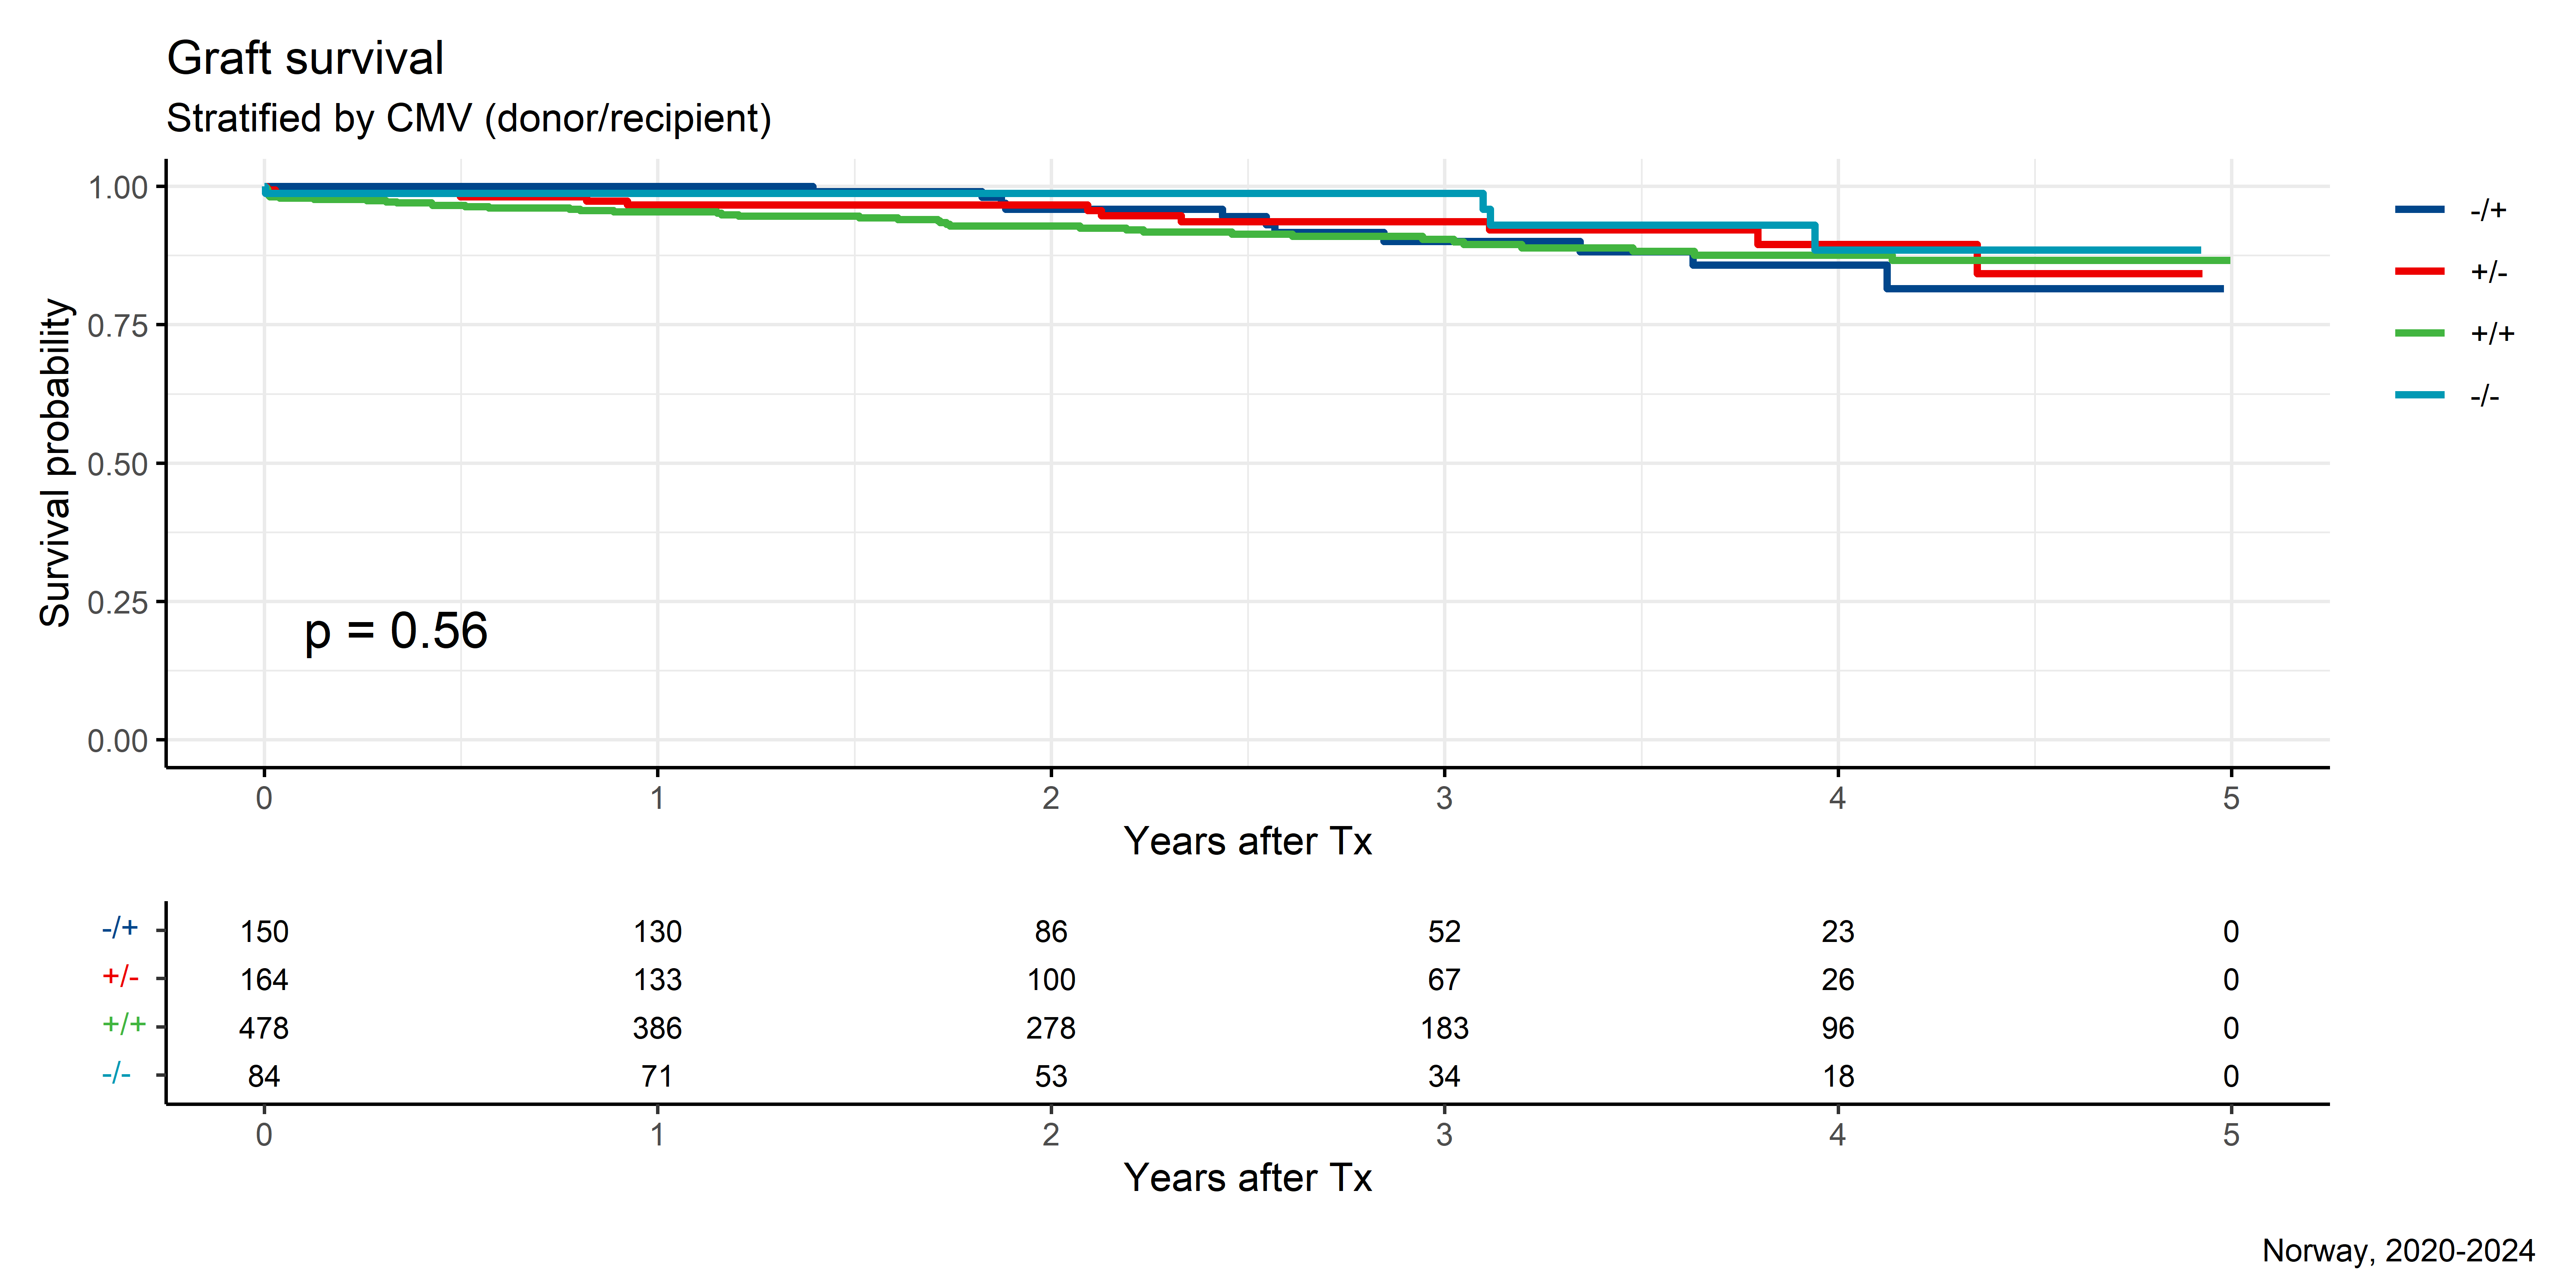 Graft survival
Stratified by CMV (donor/recipient)
Survival probability
1.00
0.75
0.50
0.25
0.00
p = 0.56
0 1 2 3 4 5
Years after Tx
-/+
+/-
+/+
-/-
-/+ 150 130 86 52 23 0
+/- 164 133 100 67 26 0
+/+ 478 386 278 183 96 0
-/- 84 71 53 34 18 0
0 1 2 3 4 5
Years after Tx
Norway, 2020-2024